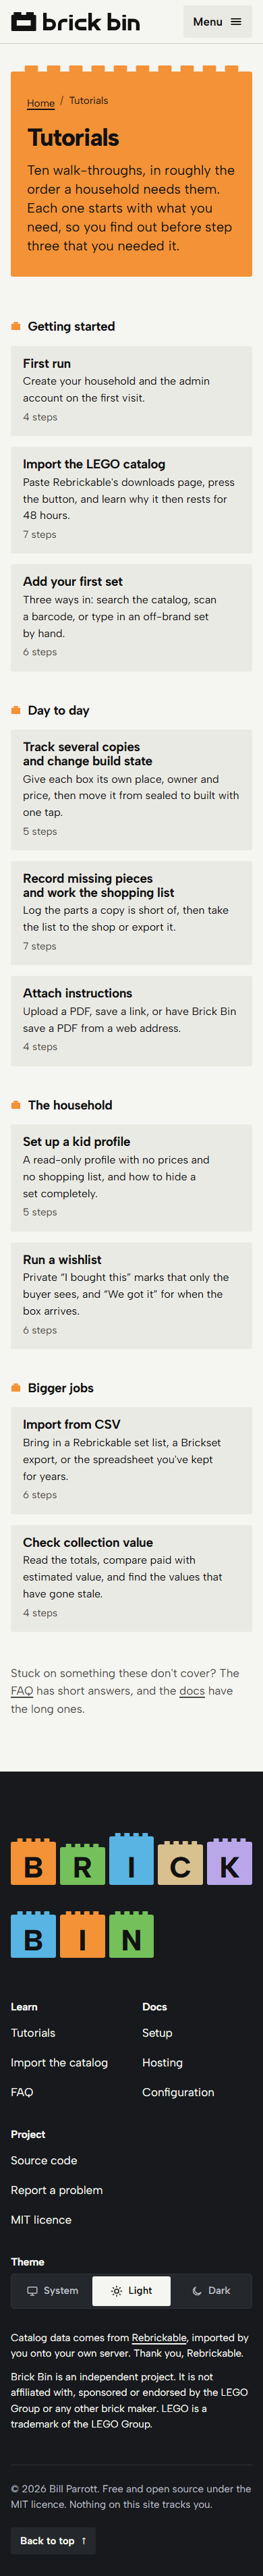 brick bin
Menu
Home / Tutorials
Tutorials
Ten walk-throughs, in roughly the
order a household needs them.
Each one starts with what you
need, so you find out before step
three that you needed it.
Getting started
First run
Create your household and the admin
account on the first visit.
4 steps
Import the LEGO catalog
Paste Rebrickable's downloads page, press
the button, and learn why it then rests for
48 hours.
7 steps
Add your first set
Three ways in: search the catalog, scan
a barcode, or type in an off-brand set
by hand.
6 steps
Day to day
Track several copies
and change build state
Give each box its own place, owner and
price, then move it from sealed to built with
one tap.
5 steps
Record missing pieces
and work the shopping list
Log the parts a copy is short of, then take
the list to the shop or export it.
7 steps
Attach instructions
Upload a PDF, save a link, or have Brick Bin
save a PDF from a web address.
4 steps
The household
Set up a kid profile
A read-only profile with no prices and
no shopping list, and how to hide a
set completely.
5 steps
Run a wishlist
Private "I bought this" marks that only the
buyer sees, and "We got it" for when the
box arrives.
6 steps
Bigger jobs
Import from CSV
Bring in a Rebrickable set list, a Brickset
export, or the spreadsheet you've kept
for years.
6 steps
Check collection value
Read the totals, compare paid with
estimated value, and find the values that
have gone stale.
4 steps
Stuck on something these don't cover? The
FAQ has short answers, and the docs have
the long ones.
BRICK
BIN
Learn
Tutorials
Import the catalog
FAQ
Docs
Setup
Hosting
Configuration
Project
Source code
Report a problem
MIT licence
Theme
System Light Dark
Catalog data comes from Rebrickable, imported by
you onto your own server. Thank you, Rebrickable.
Brick Bin is an independent project. It is not
affiliated with, sponsored or endorsed by the LEGO
Group or any other brick maker. LEGO is a
trademark of the LEGO Group.
© 2026 Bill Parrott. Free and open source under the
MIT licence. Nothing on this site tracks you.
Back to top ↑